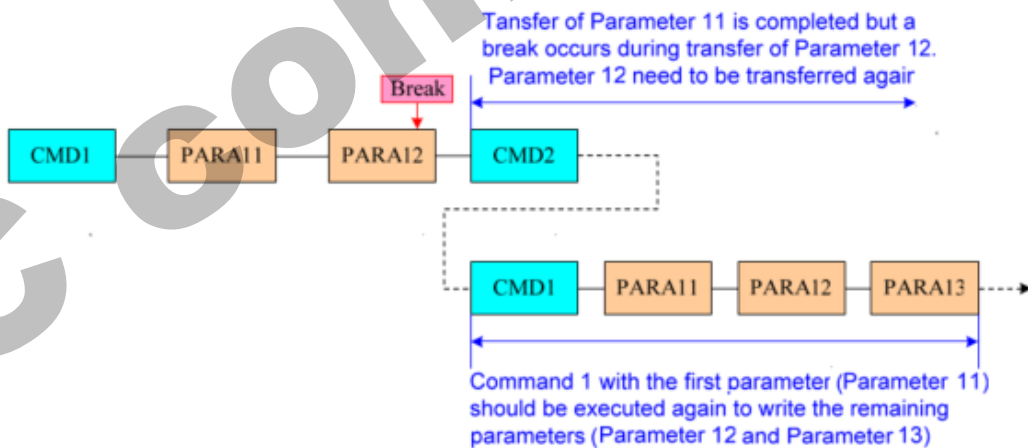 Tansfer of Parameter 11 is completed but a
break occurs during transfer of Parameter 12.
Parameter 12 need to be transferred again
Break
CMD1 PARA11 PARA12 CMD2
CMD1 PARA11 PARA12 PARA13
Command 1 with the first parameter (Parameter 11)
should be executed again to write the remaining
parameters (Parameter 12 and Parameter 13)